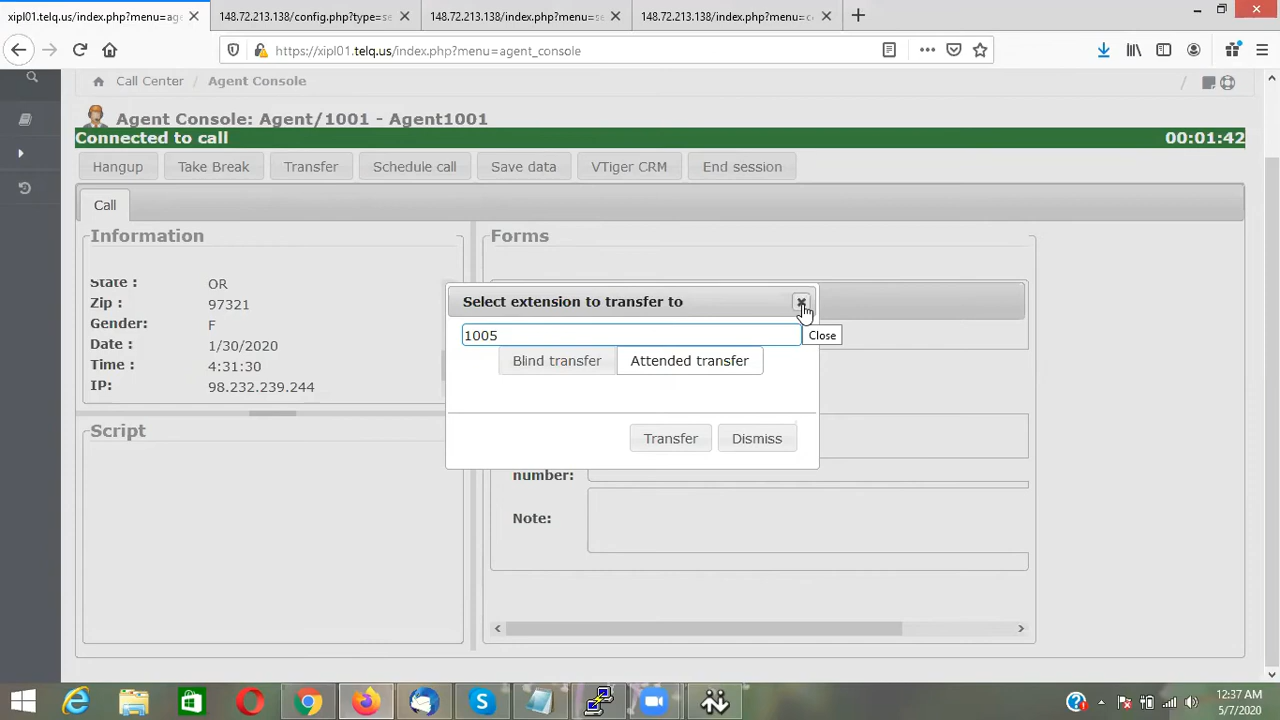 xipl01.telq.us/index.php?menu=ag
148.72.213.138/config.php?type=se
148.72.213.138/index.php?menu=se
148.72.213.138/index.php?menu=c
https://xipl01.telq.us/index.php?menu=agent_console
Call Center / Agent Console /
Agent Console: Agent/1001 - Agent1001
Connected to call 00:01:42
Hangup Take Break Transfer Schedule call Save data VTiger CRM End session
Call
Information
State : OR
Zip : 97321
Gender: F
Date : 1/30/2020
Time : 4:31:30
IP: 98.232.239.244
Script
Forms
Select extension to transfer to
1005
Close
Blind transfer Attended transfer
Transfer Dismiss
number:
Note:
12:37 AM
5/7/2020